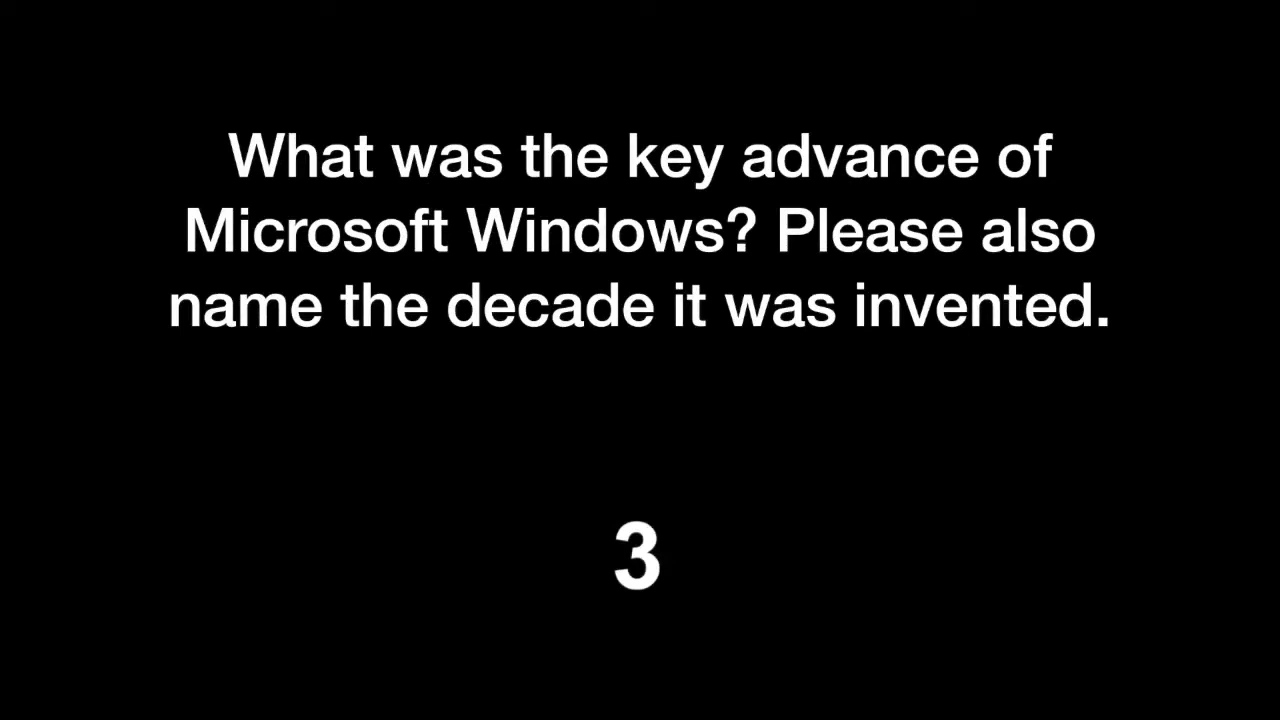 What was the key advance of
Microsoft Windows? Please also
name the decade it was invented.
3